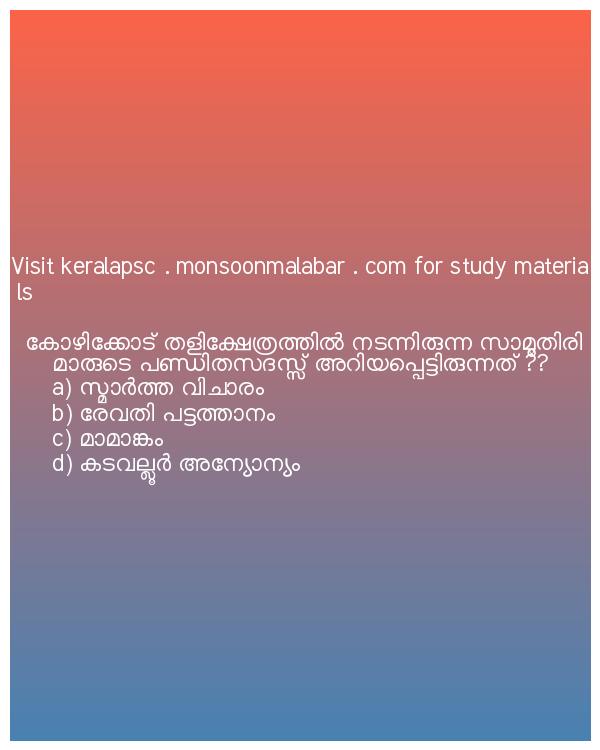 Visit keralapsc . monsoonmalabar . com for study materia
ls
കോഴിക്കോട് തളിക്ഷേത്രത്തിൽ നടന്നിരുന്ന സാമൂതിരി
മാരുടെ പണ്ഡിതസദസ്സ് അറിയപ്പെട്ടിരുന്നത് ??
a) സ്മാർത്ത വിചാരം
b) രേവതി പട്ടത്താനം
c) മാമാങ്കം
d) കടവല്ലൂർ അന്യോന്യം